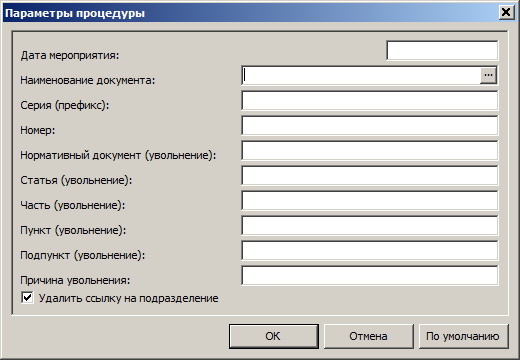 Параметры процедуры
Дата мероприятия:
Наименование документа:
Серия (префикс):
Номер:
Нормативный документ (увольнение):
Статья (увольнение):
Часть (увольнение):
Пункт (увольнение):
Подпункт (увольнение):
Причина увольнения:
Удалить ссылку на подразделение
ОК Отмена По умолчанию